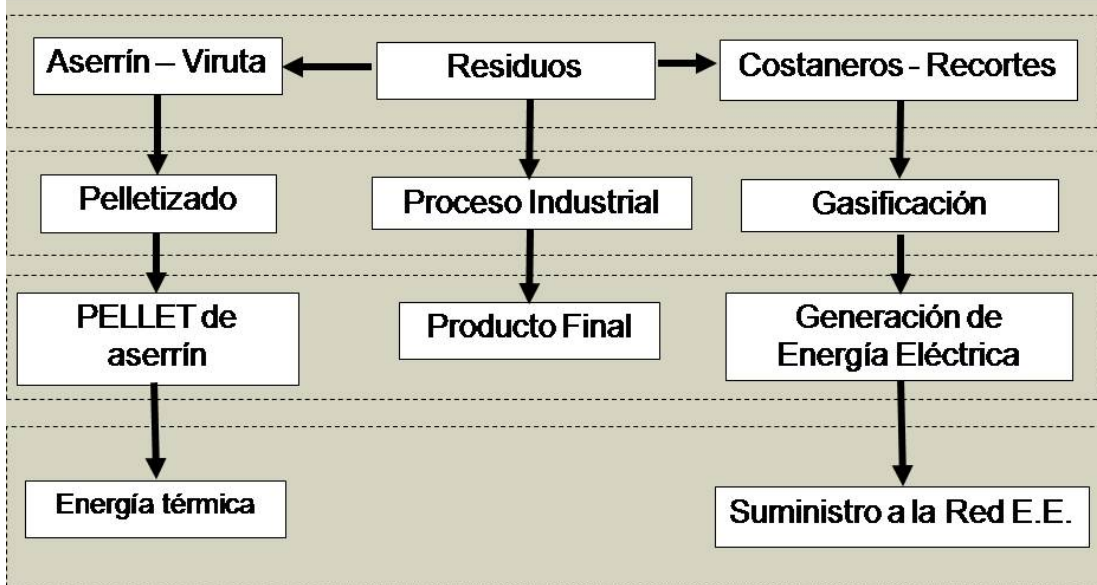 Aserrín – Viruta
Residuos
Costaneros - Recortes
Pelletizado
Proceso Industrial
Gasificación
PELLET de
aserrín
Producto Final
Generación de
Energía Eléctrica
Energía térmica
Suministro a la Red E.E.